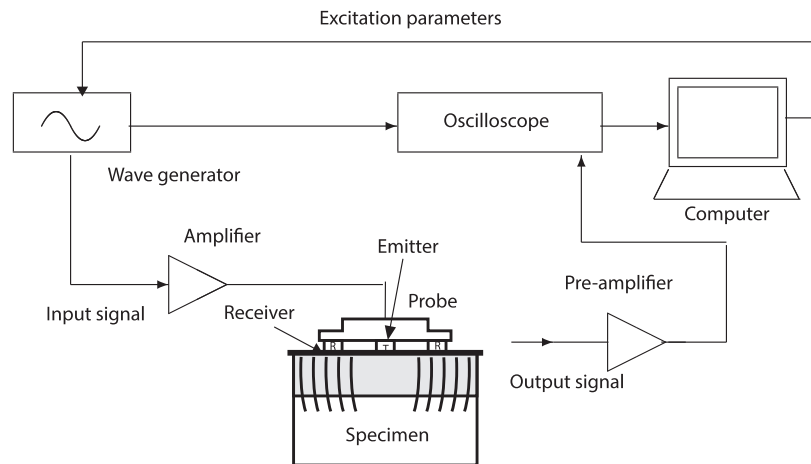 Excitation parameters
Oscilloscope
Wave generator
Computer
Amplifier
Emitter
Pre-amplifier
Probe
Input signal
Receiver
R
T
R
Output signal
Specimen